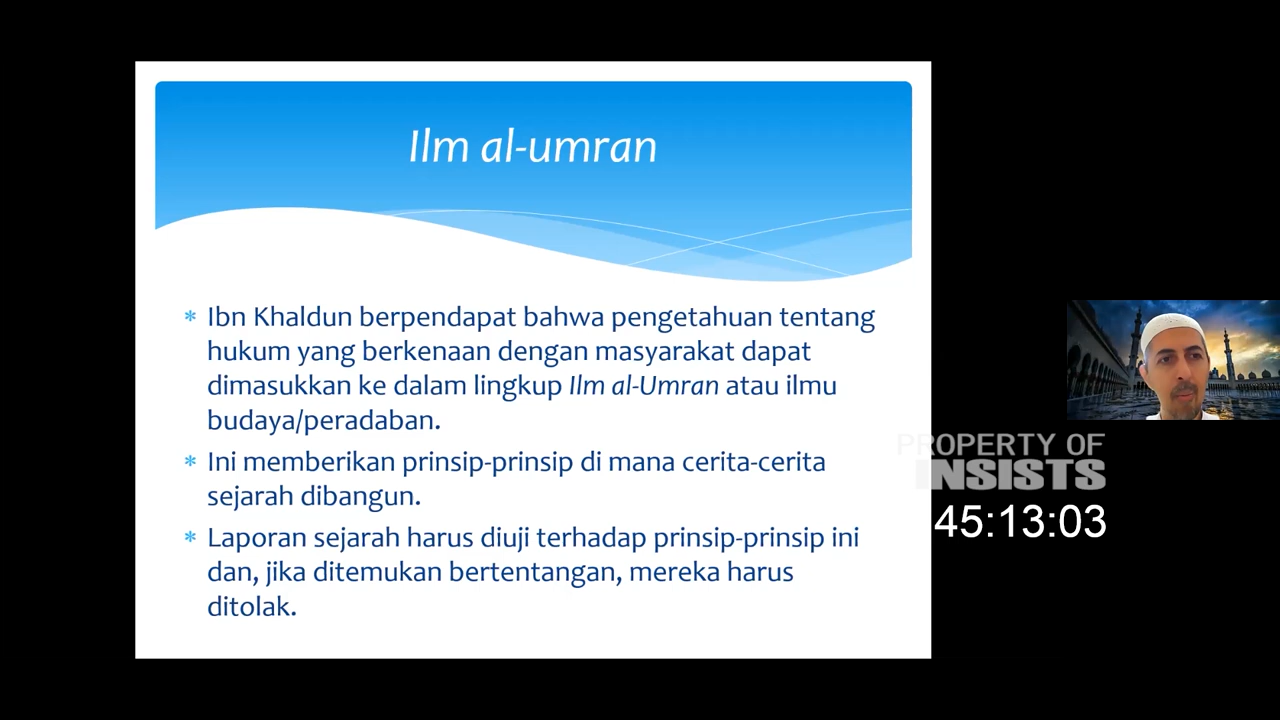 Ilm al-umran
* Ibn Khaldun berpendapat bahwa pengetahuan tentang
hukum yang berkenaan dengan masyarakat dapat
dimasukkan ke dalam lingkup Ilm al-Umran atau ilmu
budaya/peradaban.
* Ini memberikan prinsip-prinsip di mana cerita-cerita
sejarah dibangun.
* Laporan sejarah harus diuji terhadap prinsip-prinsip ini
dan, jika ditemukan bertentangan, mereka harus
ditolak.
PROPERTY OF
INSISTS
45:13:03